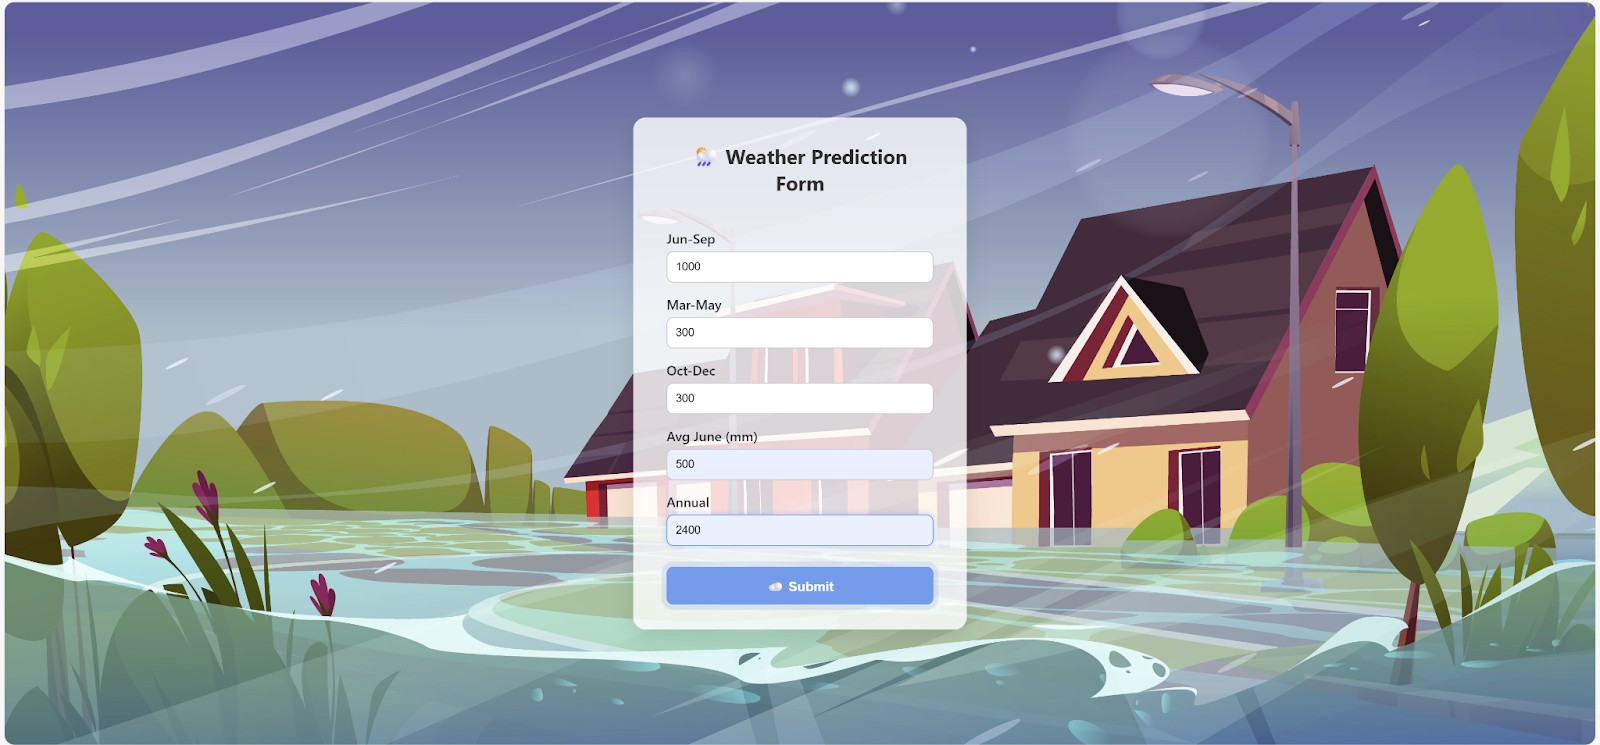 Weather Prediction
Form
Jun-Sep
1000
Mar-May
300
Oct-Dec
300
Avg June (mm)
500
Annual
2400
Submit